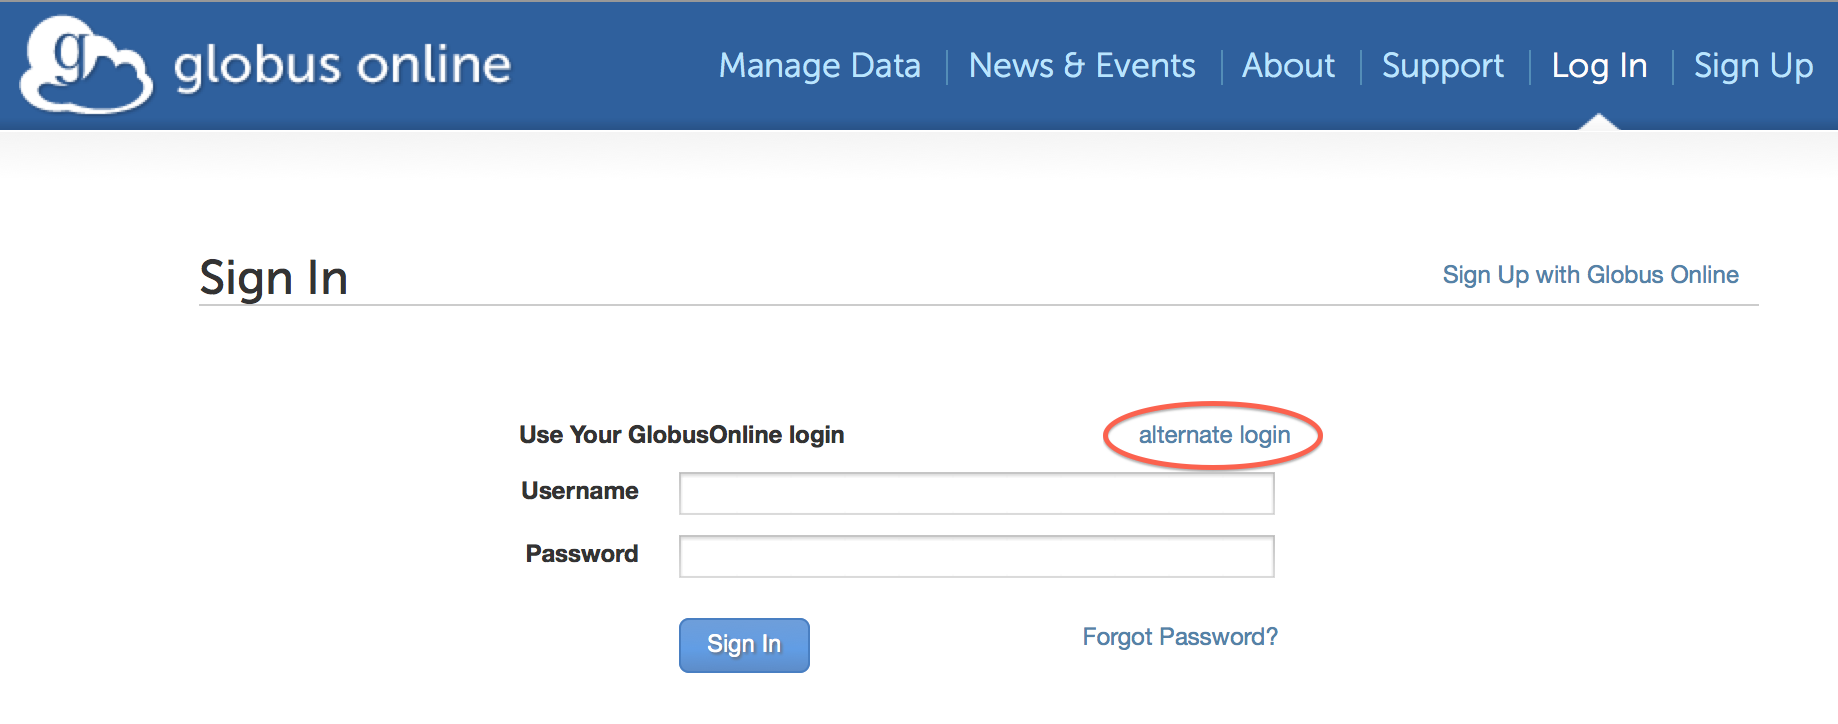 g globus online
Manage Data News & Events About Support Log In Sign Up
Sign In
Sign Up with Globus Online
Use Your GlobusOnline login
alternate login
Username
Password
Sign In
Forgot Password?